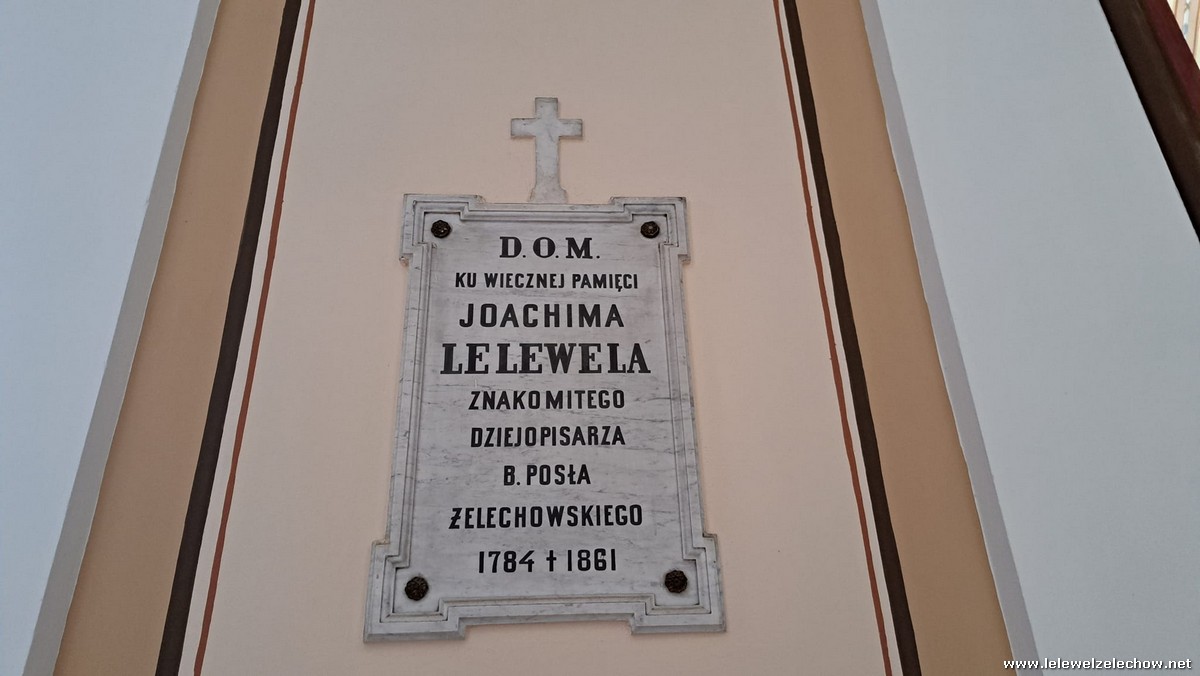 D.O.M.
KU WIECZNEJ PAMIĘCI
JOACHIMA
LELEWELA
ZNAKOMITEGO
DZIEJOPISARZA
B. POSŁA
ŻELECHOWSKIEGO
1784 † 1861
www.lelewelzelechow.net